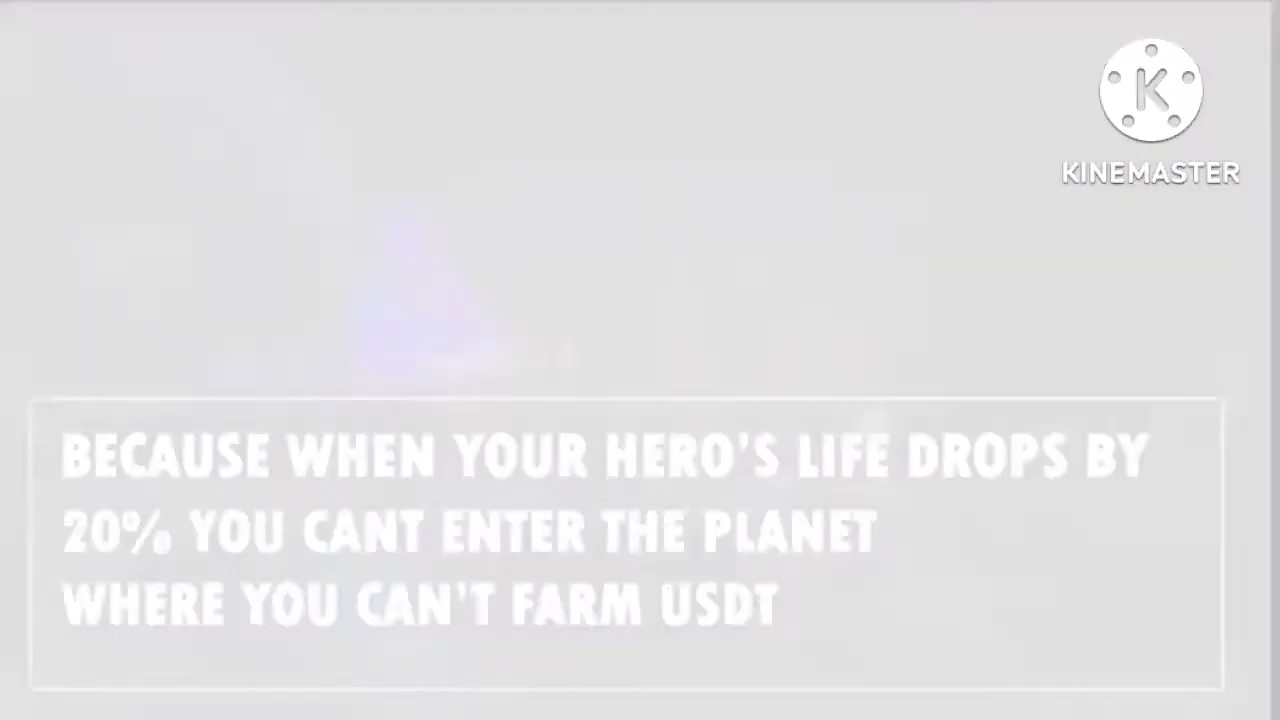 K
KINEMASTER
BECAUSE WHEN YOUR HERO'S LIFE DROPS BY
20% YOU CANT ENTER THE PLANET
WHERE YOU CAN'T FARM USDT